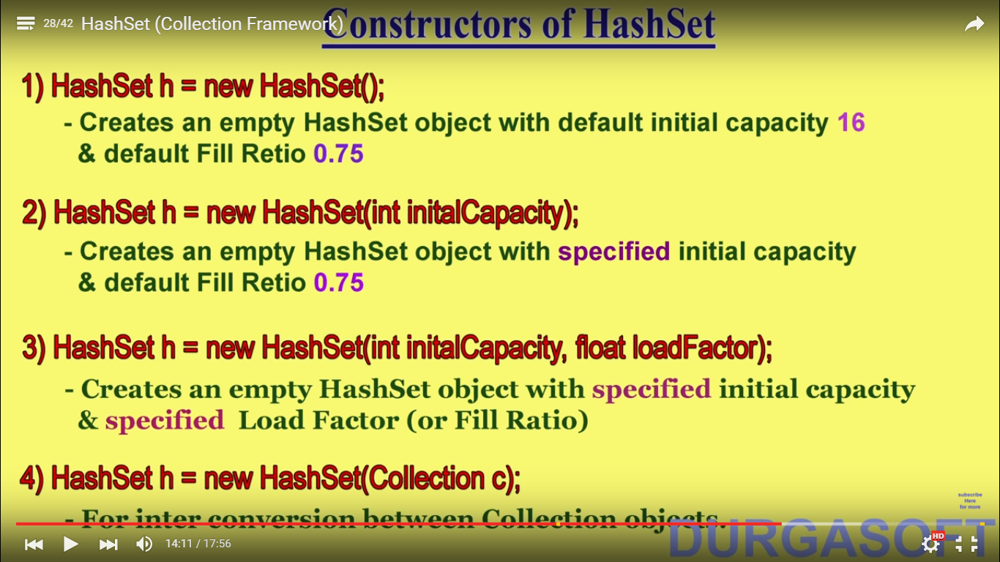 28/42 HashSet (Collection Framework)
Constructors of HashSet
1) HashSet h = new HashSet();
- Creates an empty HashSet object with default initial capacity 16
& default Fill Retio 0.75
2) HashSet h = new HashSet(int initalCapacity);
- Creates an empty HashSet object with specified initial capacity
& default Fill Retio 0.75
3) HashSet h = new HashSet(int initalCapacity, float loadFactor);
- Creates an empty HashSet object with specified initial capacity
& specified Load Factor (or Fill Ratio)
4) HashSet h = new HashSet(Collection c);
- For inter conversion between Collection objects.
subscribe
Here
for more
DURGASOFT
14:11 / 17:56
HD